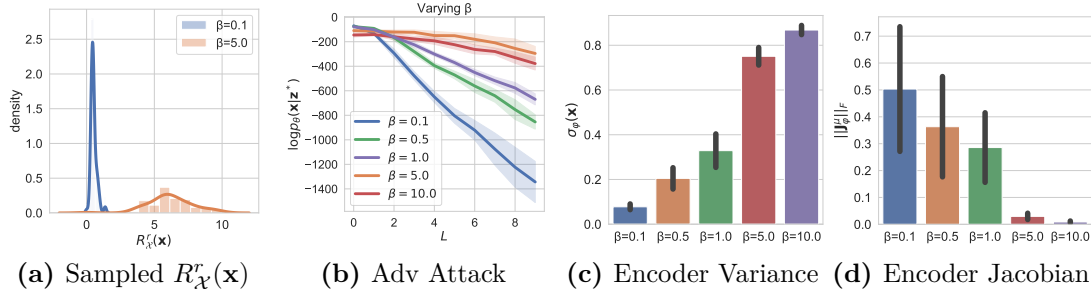 β=0.1
β=5.0
density
2.5
2.0
1.5
1.0
0.5
0.0
0
5
10
R^r_𝒳(x)
(a) Sampled R^r_𝒳(x)
Varying β
logp_θ(x|z*)
0
−200
−400
−600
−800
−1000
−1200
−1400
β = 0.1
β = 0.5
β = 1.0
β = 5.0
β = 10.0
0
2
4
6
8
L
(b) Adv Attack
σ_φ(x)
0.8
0.6
0.4
0.2
0.0
β=0.1
β=0.5
β=1.0
β=5.0
β=10.0
(c) Encoder Variance
||J^μ_φ||_F
0.7
0.6
0.5
0.4
0.3
0.2
0.1
0.0
β=0.1
β=0.5
β=1.0
β=5.0
β=10.0
(d) Encoder Jacobian